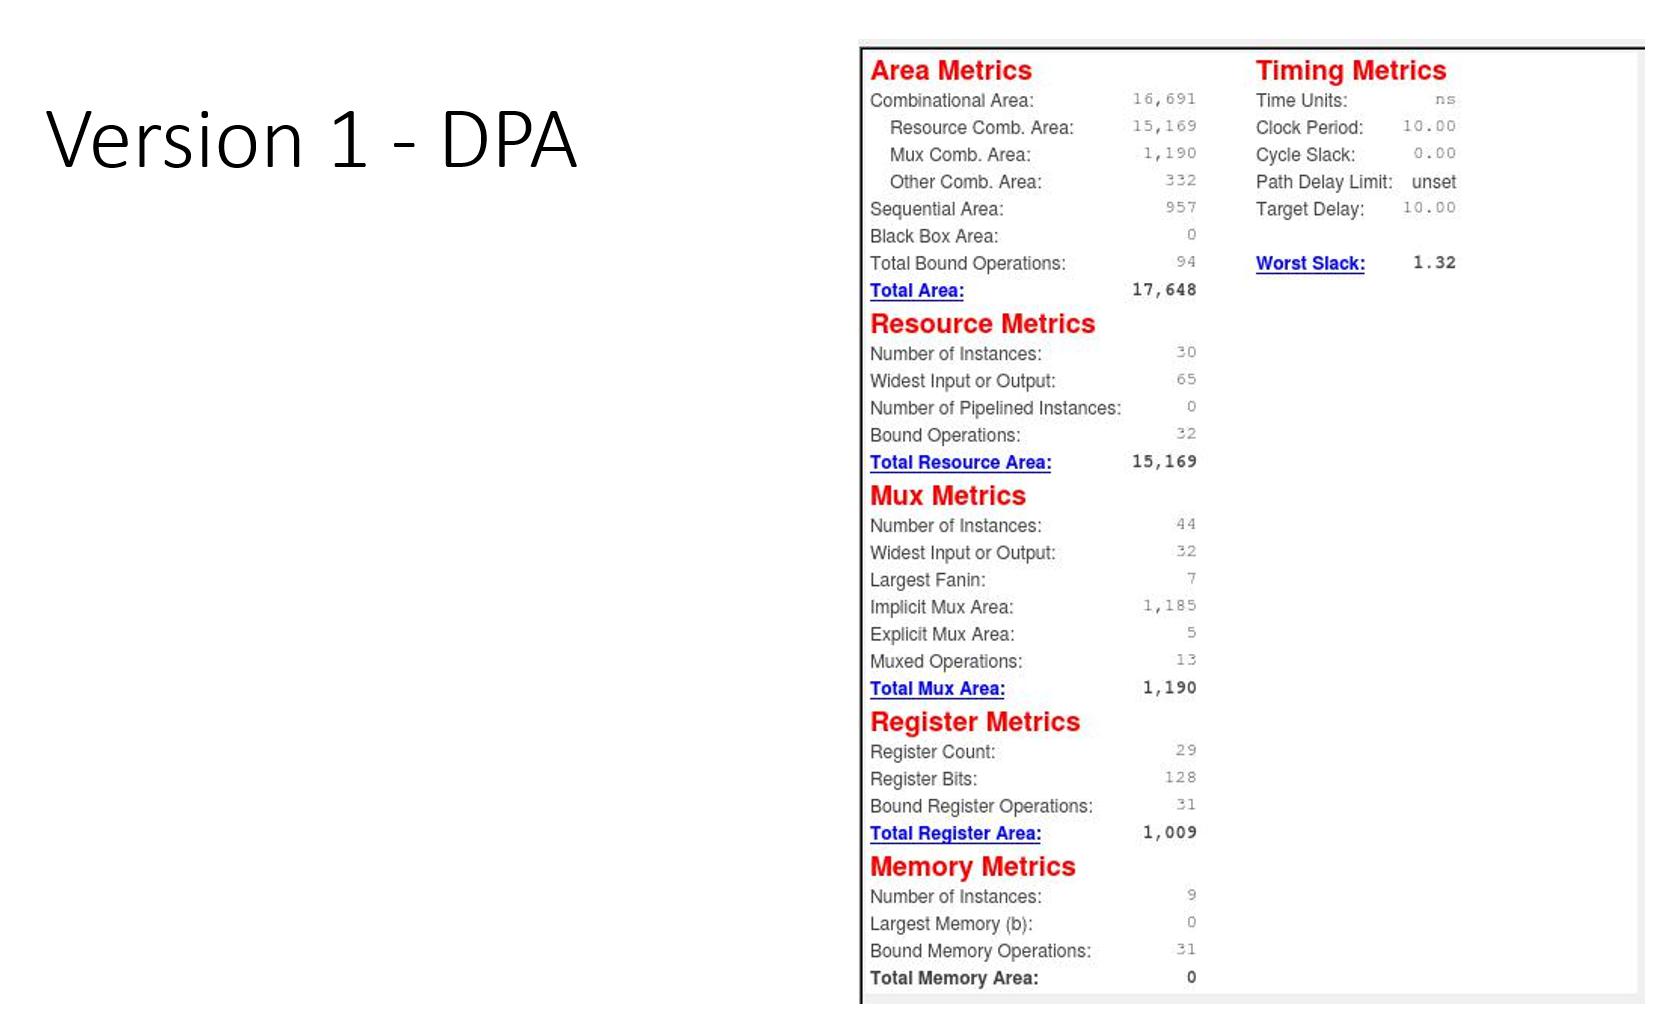 Version 1 - DPA
Area Metrics
Combinational Area: 16,691
Resource Comb. Area: 15,169
Mux Comb. Area: 1,190
Other Comb. Area: 332
Sequential Area: 957
Black Box Area: 0
Total Bound Operations: 94
Total Area: 17,648
Resource Metrics
Number of Instances: 30
Widest Input or Output: 65
Number of Pipelined Instances: 0
Bound Operations: 32
Total Resource Area: 15,169
Mux Metrics
Number of Instances: 44
Widest Input or Output: 32
Largest Fanin: 7
Implicit Mux Area: 1,185
Explicit Mux Area: 5
Muxed Operations: 13
Total Mux Area: 1,190
Register Metrics
Register Count: 29
Register Bits: 128
Bound Register Operations: 31
Total Register Area: 1,009
Memory Metrics
Number of Instances: 9
Largest Memory (b): 0
Bound Memory Operations: 31
Total Memory Area: 0
Timing Metrics
Time Units: ns
Clock Period: 10.00
Cycle Slack: 0.00
Path Delay Limit: unset
Target Delay: 10.00
Worst Slack: 1.32